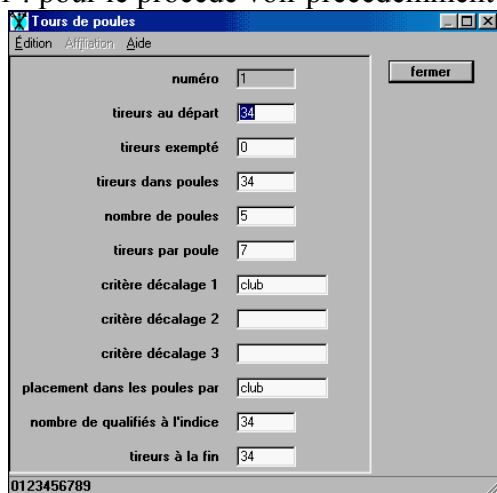 pour le procédé voir précédemment
Tours de poules
Édition Affiliation Aide
numéro 1 fermer
tireurs au départ 34
tireurs exempté 0
tireurs dans poules 34
nombre de poules 5
tireurs par poule 7
critère décalage 1 club
critère décalage 2
critère décalage 3
placement dans les poules par club
nombre de qualifiés à l'indice 34
tireurs à la fin 34
0123456789